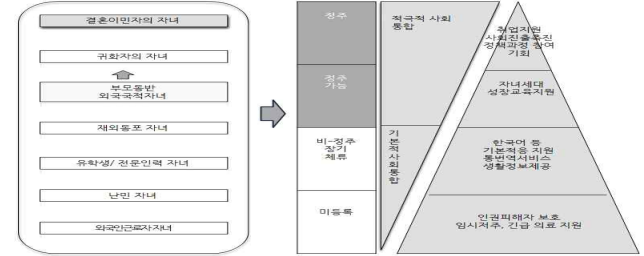 결혼이민자의 자녀
귀화자의 자녀
부모동반
외국국적자녀
재외동포 자녀
유학생/ 전문인력 자녀
난민 자녀
외국인근로자자녀
정주
정주
가능
비-정주
장기
체류
미등록
적극적 사회
통합
기
본
적
사
회
통
합
취업지원
사회진출촉진
정책과정 참여
기회
자녀세대
성장교육지원
한국어 등
기본적응 지원
통번역서비스
생활정보제공
인권피해자 보호
임시저주, 긴급 의료 지원